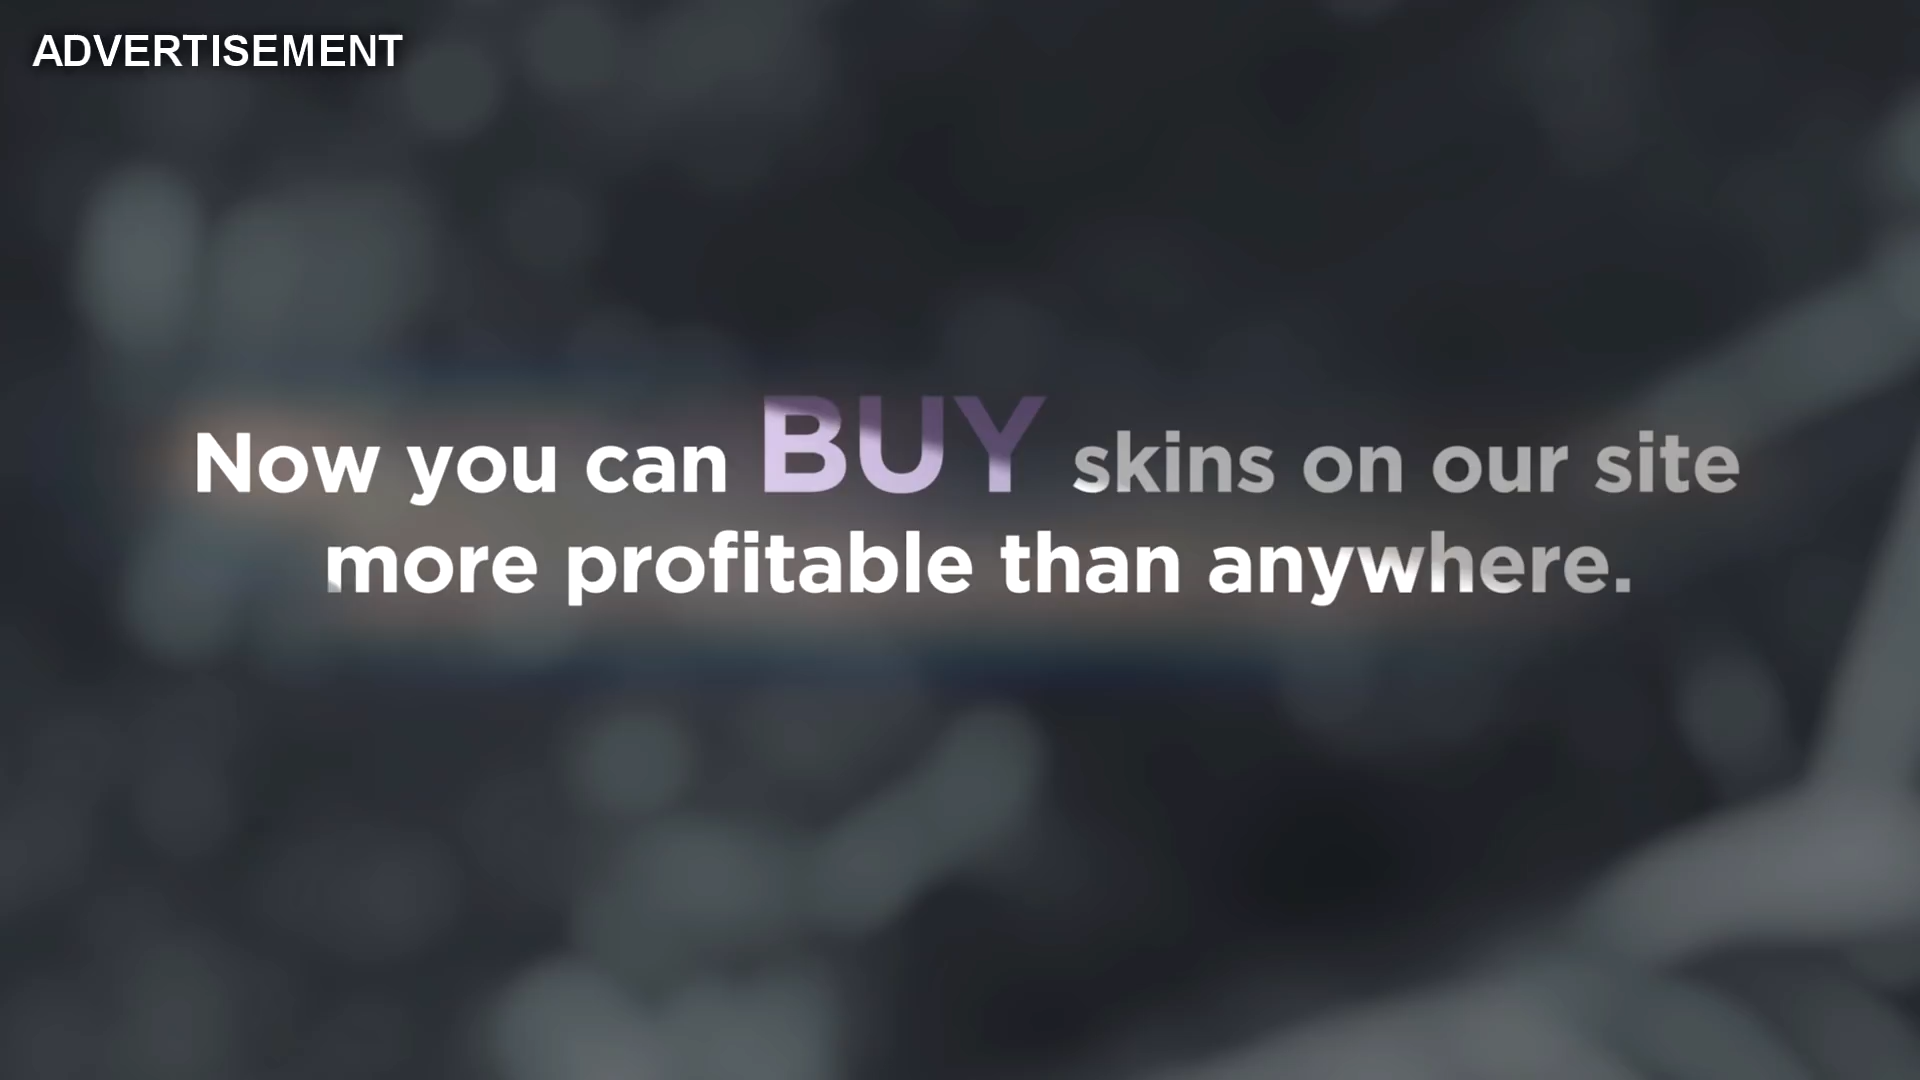 ADVERTISEMENT
Now you can BUY skins on our site
more profitable than anywhere.